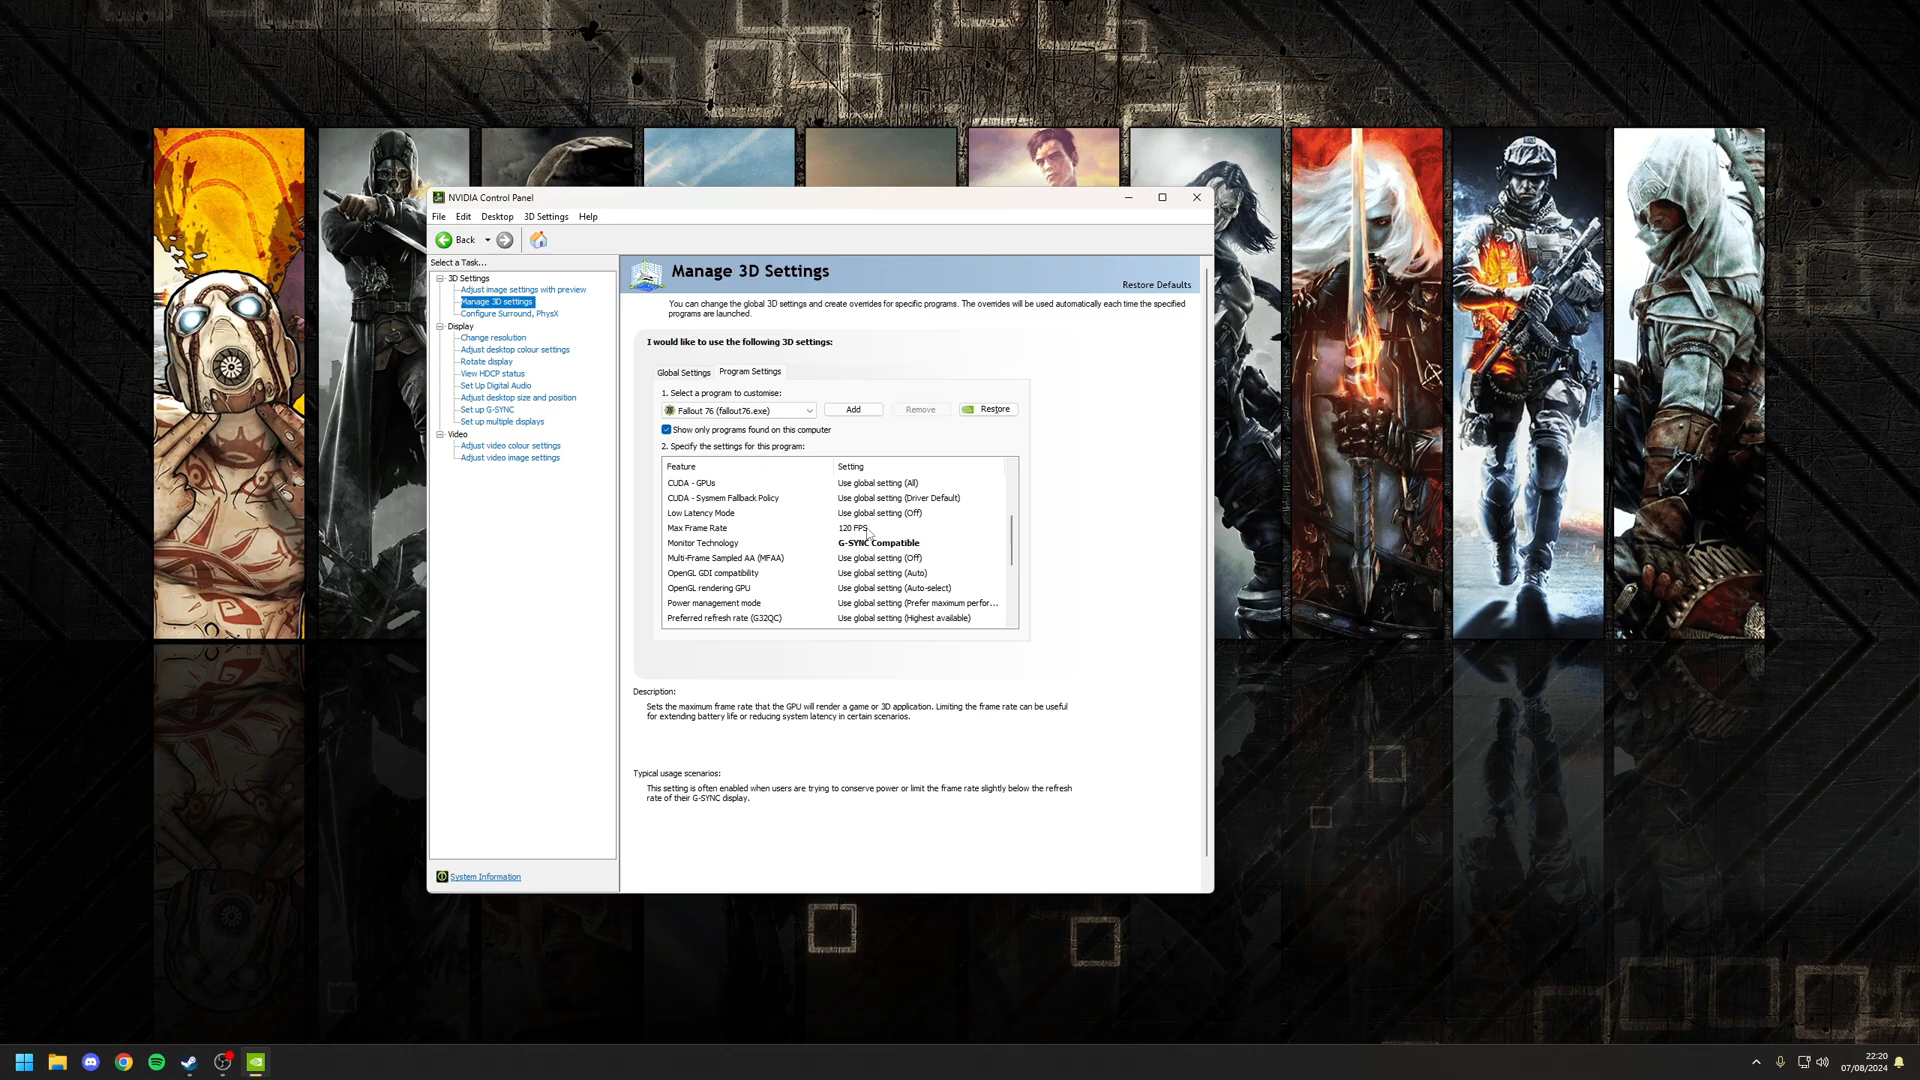 NVIDIA Control Panel
File Edit Desktop 3D Settings Help
Back
Select a Task...
3D Settings
Adjust image settings with preview
Manage 3D settings
Configure Surround, PhysX
Display
Change resolution
Adjust desktop colour settings
Rotate display
View HDCP status
Set Up Digital Audio
Adjust desktop size and position
Set up G-SYNC
Set up multiple displays
Video
Adjust video colour settings
Adjust video image settings
System Information
Manage 3D Settings
Restore Defaults
You can change the global 3D settings and create overrides for specific programs. The overrides will be used automatically each time the specified
programs are launched.
I would like to use the following 3D settings:
Global Settings Program Settings
1. Select a program to customise:
Fallout 76 (fallout76.exe) Add Remove Restore
Show only programs found on this computer
2. Specify the settings for this program:
Feature Setting
CUDA - GPUs Use global setting (All)
CUDA - Sysmem Fallback Policy Use global setting (Driver Default)
Low Latency Mode Use global setting (Off)
Max Frame Rate 120 FPS
Monitor Technology G-SYNC Compatible
Multi-Frame Sampled AA (MFAA) Use global setting (Off)
OpenGL GDI compatibility Use global setting (Auto)
OpenGL rendering GPU Use global setting (Auto-select)
Power management mode Use global setting (Prefer maximum perfor...
Preferred refresh rate (G32QC) Use global setting (Highest available)
Description:
Sets the maximum frame rate that the GPU will render a game or 3D application. Limiting the frame rate can be useful
for extending battery life or reducing system latency in certain scenarios.
Typical usage scenarios:
This setting is often enabled when users are trying to conserve power or limit the frame rate slightly below the refresh
rate of their G-SYNC display.
22:20
07/08/2024